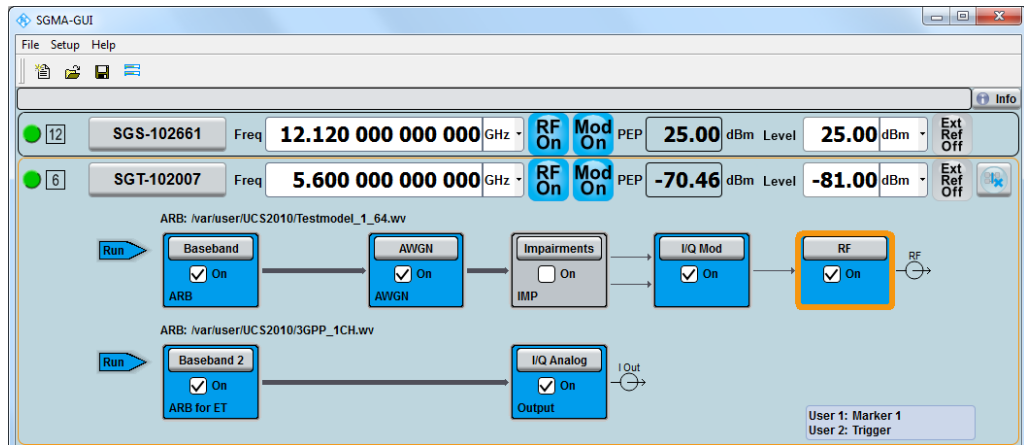 SGMA-GUI
File Setup Help
Info
12 SGS-102661 Freq 12.120 000 000 000 GHz RF On Mod On PEP 25.00 dBm Level 25.00 dBm Ext Ref Off
6 SGT-102007 Freq 5.600 000 000 000 GHz RF On Mod On PEP -70.46 dBm Level -81.00 dBm Ext Ref Off
ARB: /var/user/UCS2010/Testmodel_1_64.wv
Run Baseband AWGN Impairments I/Q Mod RF RF
On On On On On
ARB AWGN IMP
ARB: /var/user/UCS2010/3GPP_1CH.wv
Run Baseband 2 I/Q Analog I Out
On On
ARB for ET Output
User 1: Marker 1
User 2: Trigger